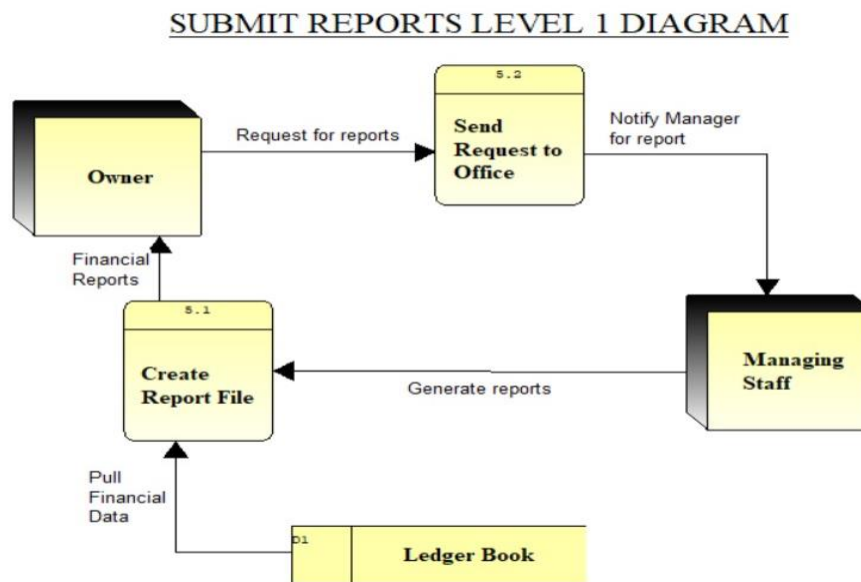 SUBMIT REPORTS LEVEL 1 DIAGRAM
5.2
Send
Request to
Office
Request for reports
Notify Manager
for report
Owner
Financial
Reports
5.1
Create
Report File
Generate reports
Managing
Staff
Pull
Financial
Data
D1
Ledger Book